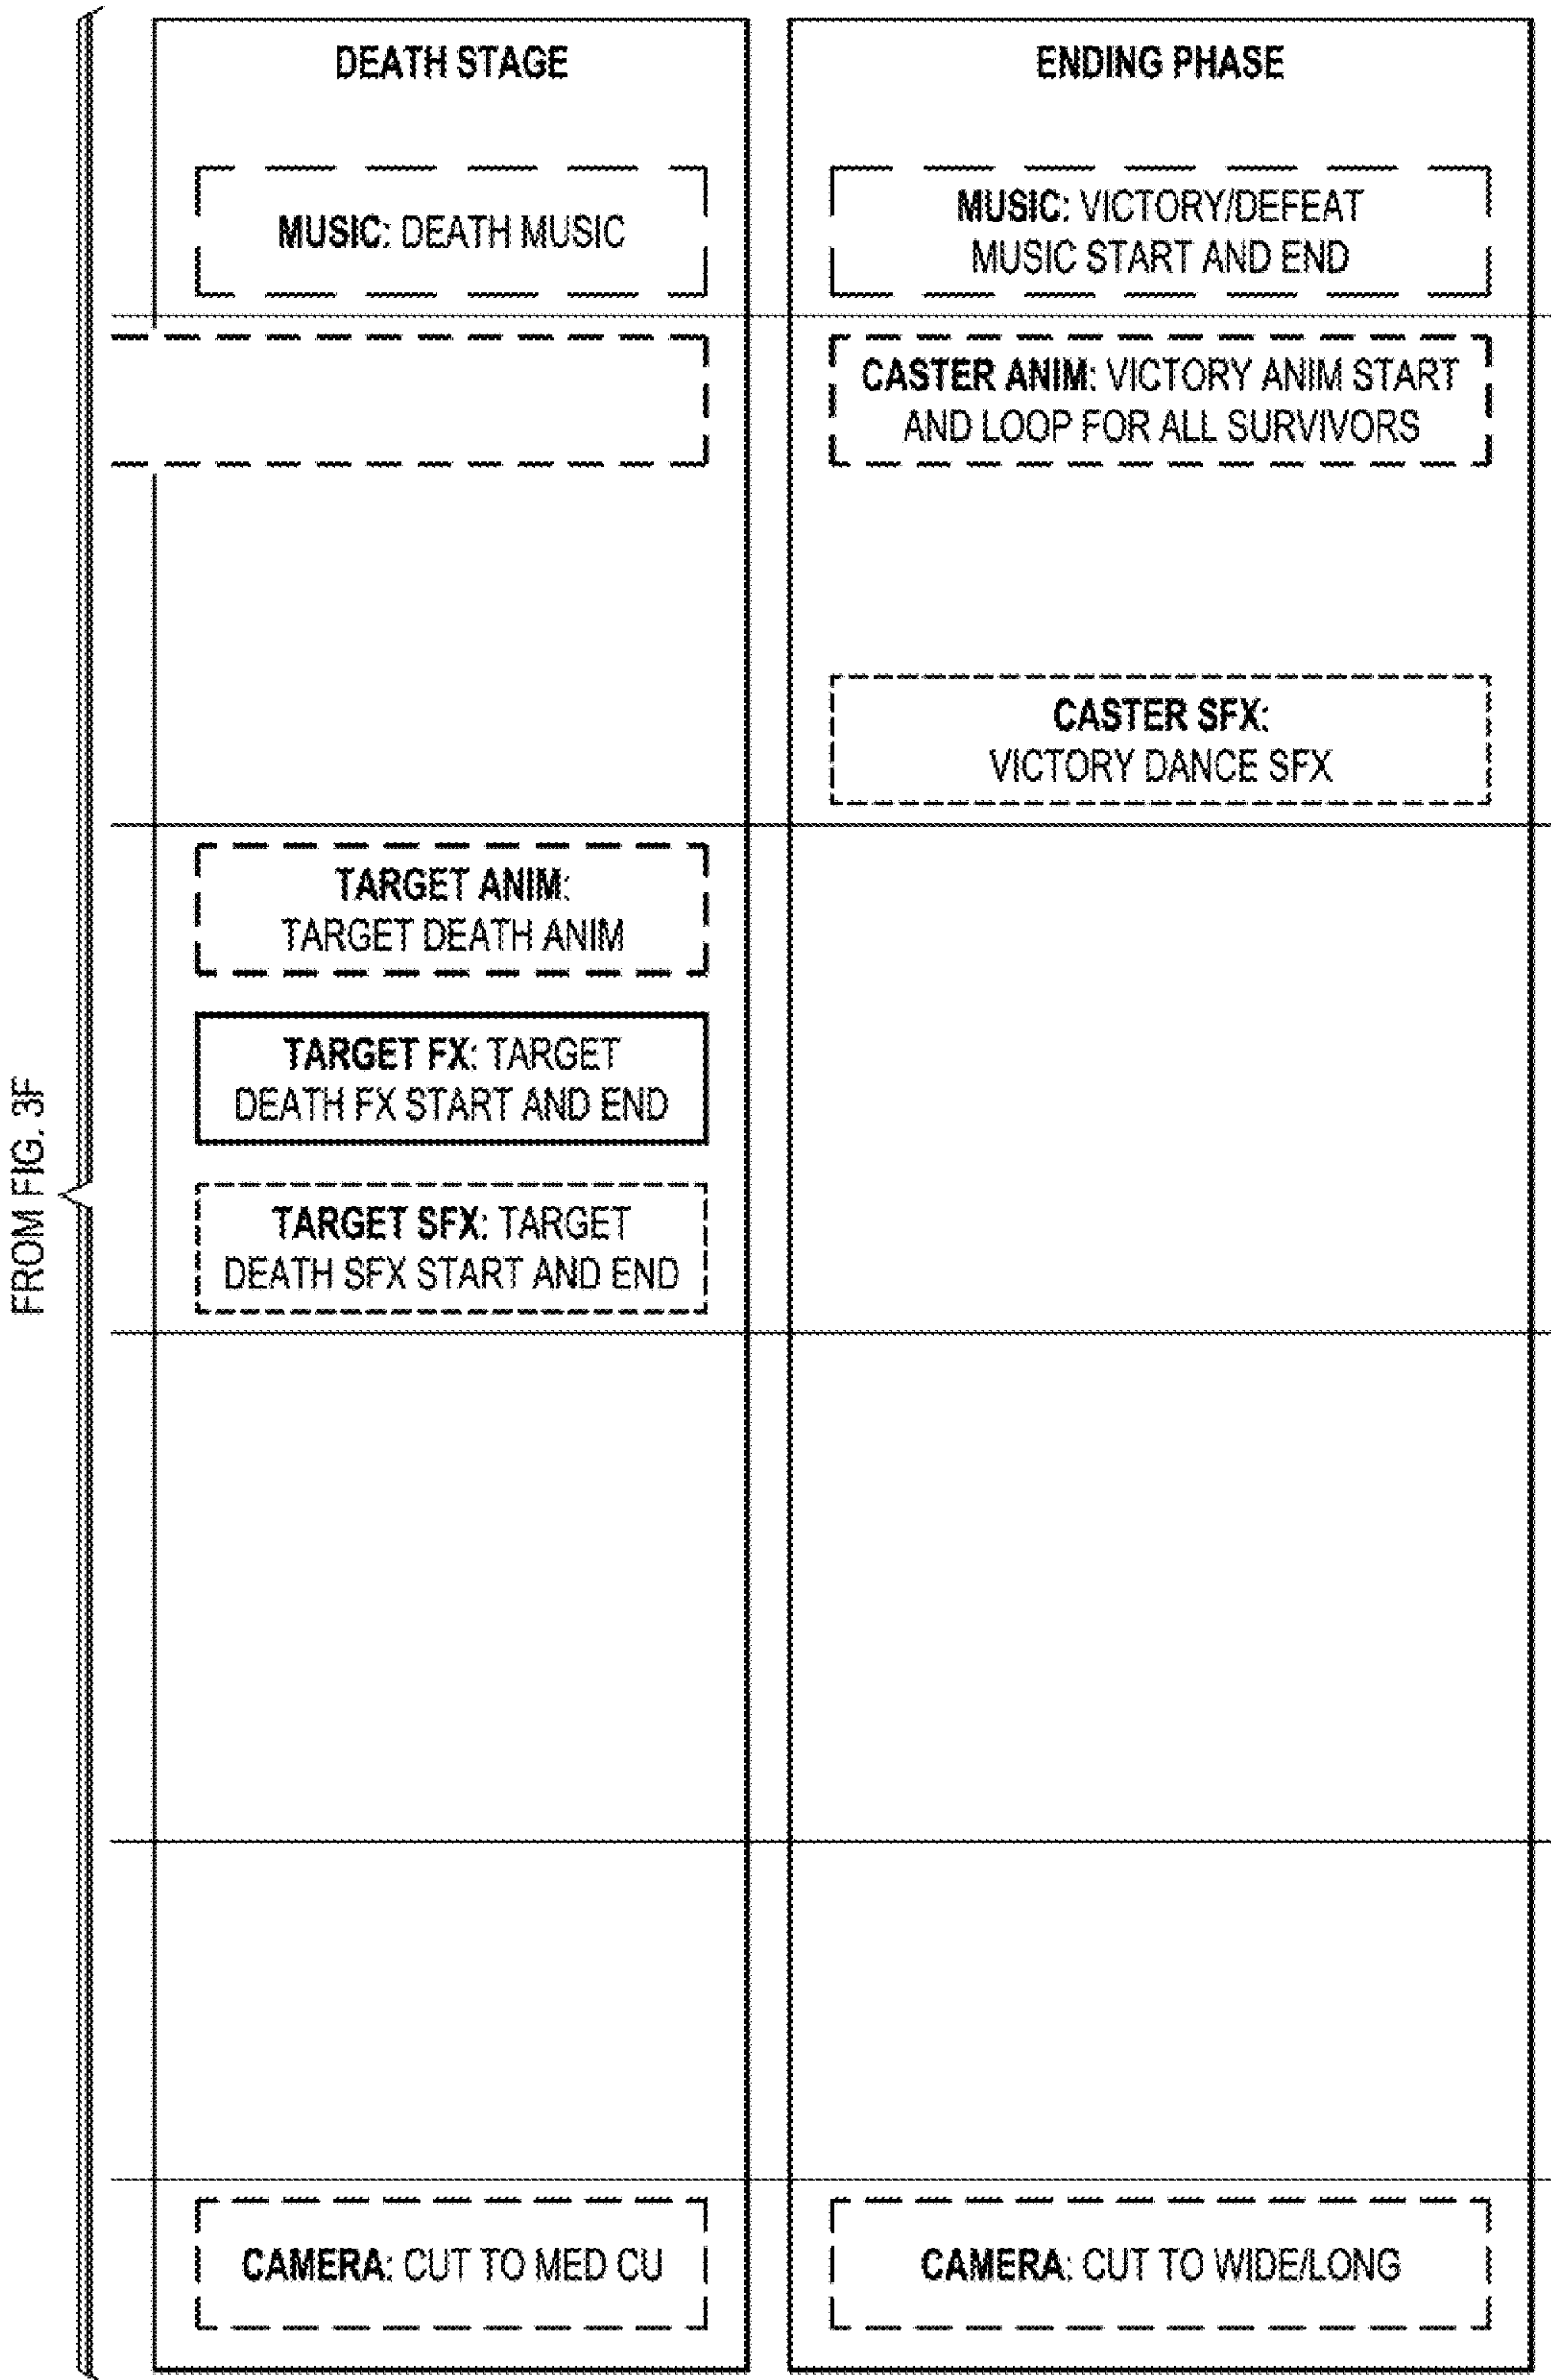 FROM FIG. 3F
DEATH STAGE
MUSIC: DEATH MUSIC
TARGET ANIM:
TARGET DEATH ANIM
TARGET FX: TARGET
DEATH FX START AND END
TARGET SFX: TARGET
DEATH SFX START AND END
CAMERA: CUT TO MED CU
ENDING PHASE
MUSIC: VICTORY/DEFEAT
MUSIC START AND END
CASTER ANIM: VICTORY ANIM START
AND LOOP FOR ALL SURVIVORS
CASTER SFX:
VICTORY DANCE SFX
CAMERA: CUT TO WIDE/LONG